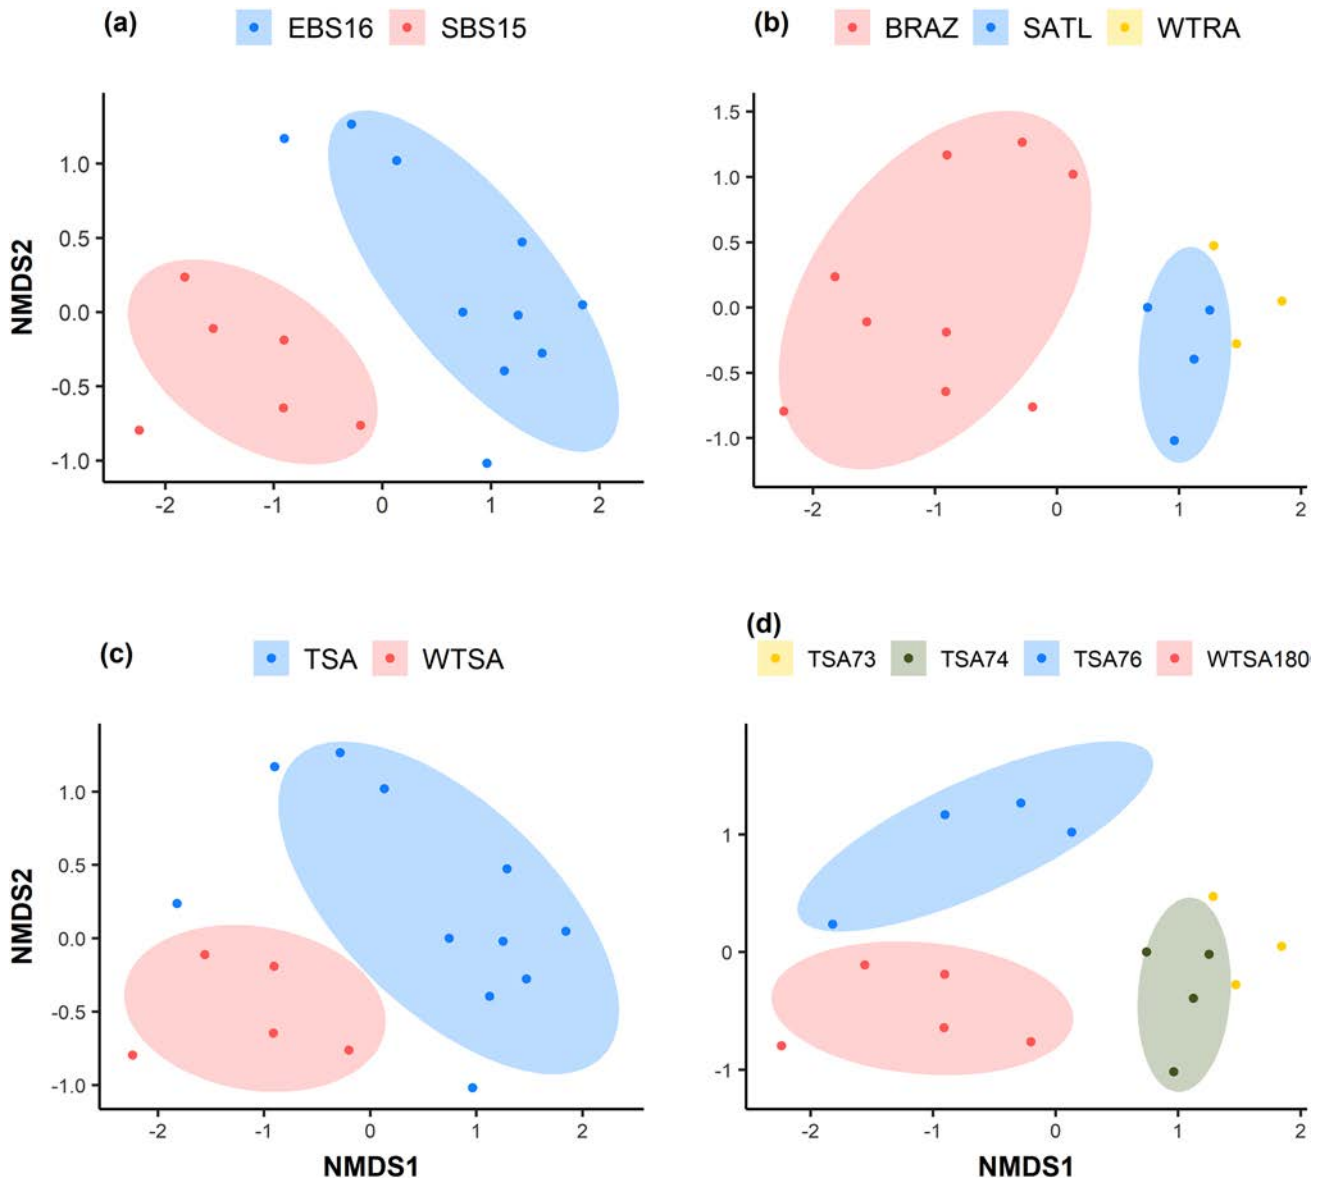 (a) EBS16 SBS15
(b) BRAZ SATL WTRA
NMDS2
1.0
0.5
0.0
-0.5
-1.0
-2 -1 0 1 2
1.5
1.0
0.5
0.0
-0.5
-1.0
-2 -1 0 1 2
(c) TSA WTSA
(d)
TSA73 TSA74 TSA76 WTSA180
NMDS2
1.0
0.5
0.0
-0.5
-1.0
-2 -1 0 1 2
NMDS1
1
0
-1
-2 -1 0 1 2
NMDS1